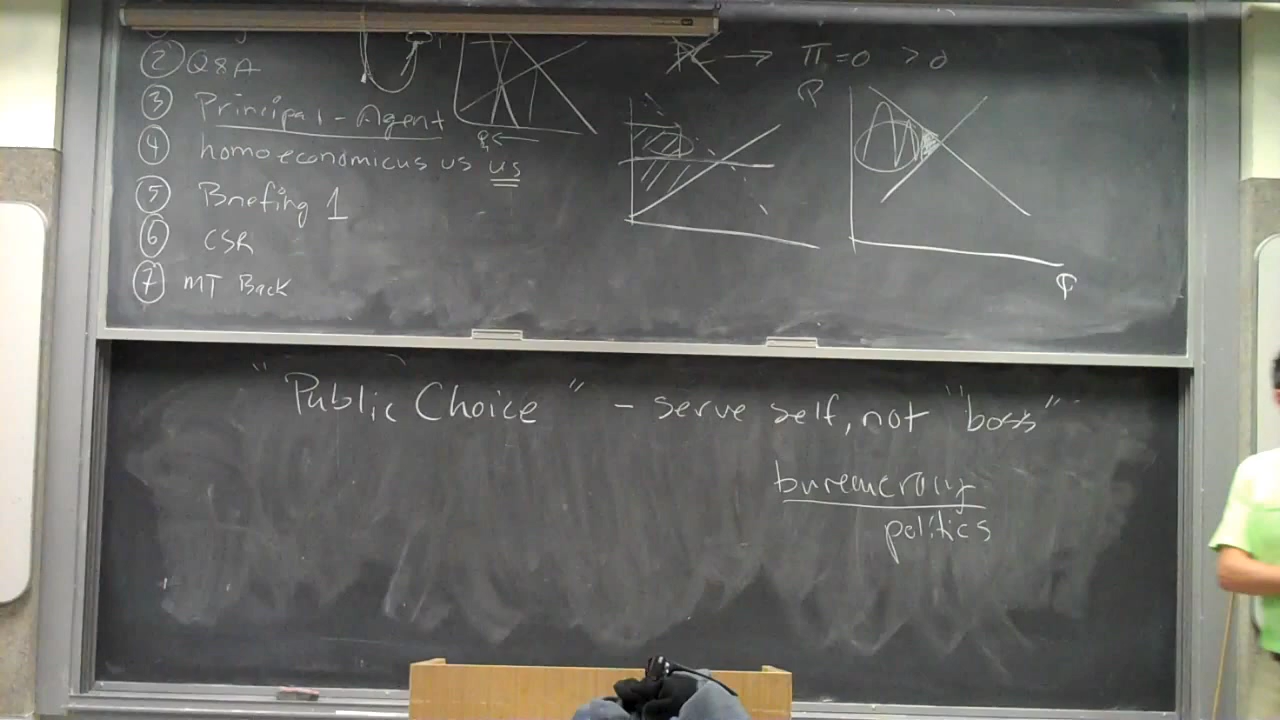 ② Q&A
③ Principal-Agent
④ homoeconomicus us us
⑤ Briefing 1
⑥ CSR
⑦ MT Back
→ π = 0 > 0
P
"Public Choice" - serve self, not "boss"
bureaucracy
politics